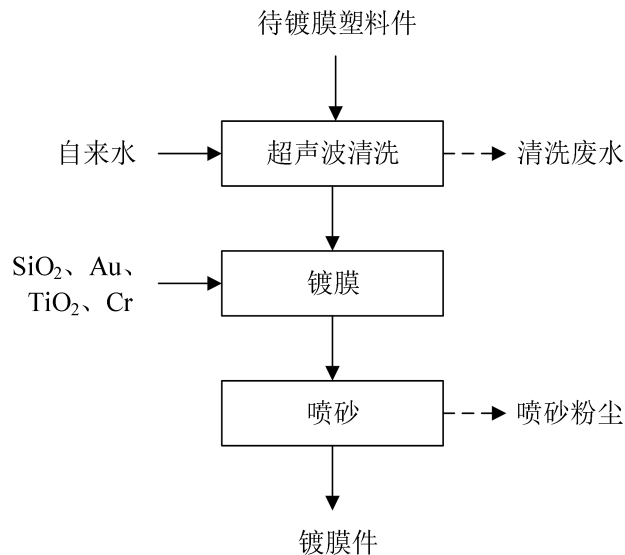 待镀膜塑料件
自来水
超声波清洗
清洗废水
SiO₂、Au、
TiO₂、Cr
镀膜
喷砂
喷砂粉尘
镀膜件